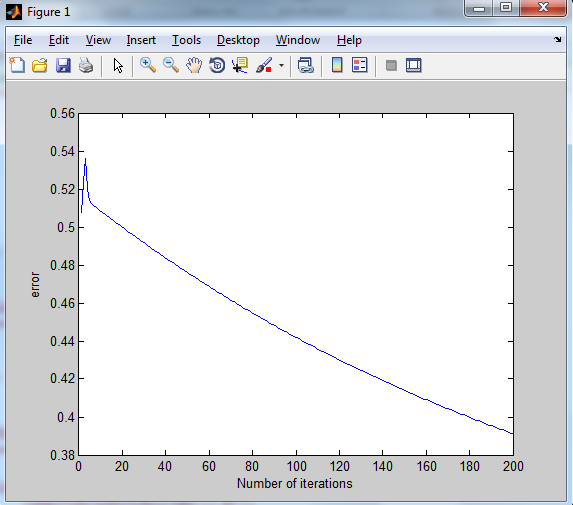 Figure 1
File Edit View Insert Tools Desktop Window Help
0.56
0.54
0.52
0.5
0.48
0.46
0.44
0.42
0.4
0.38
error
0 20 40 60 80 100 120 140 160 180 200
Number of iterations